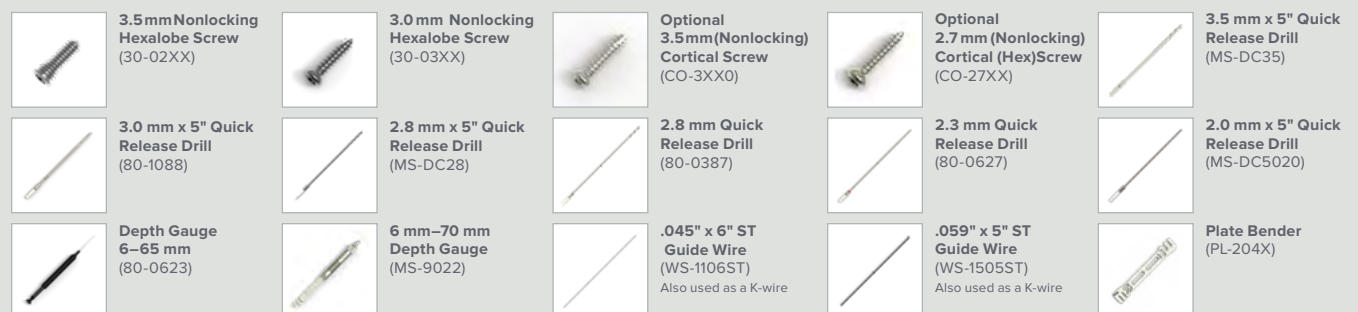 3.5 mm Nonlocking
Hexalobe Screw
(30-02XX)
3.0 mm Nonlocking
Hexalobe Screw
(30-03XX)
Optional
3.5 mm (Nonlocking)
Cortical Screw
(CO-3XX0)
Optional
2.7 mm (Nonlocking)
Cortical (Hex)Screw
(CO-27XX)
3.5 mm x 5" Quick
Release Drill
(MS-DC35)
3.0 mm x 5" Quick
Release Drill
(80-1088)
2.8 mm x 5" Quick
Release Drill
(MS-DC28)
2.8 mm Quick
Release Drill
(80-0387)
2.3 mm Quick
Release Drill
(80-0627)
2.0 mm x 5" Quick
Release Drill
(MS-DC5020)
Depth Gauge
6–65 mm
(80-0623)
6 mm–70 mm
Depth Gauge
(MS-9022)
.045" x 6" ST
Guide Wire
(WS-1106ST)
Also used as a K-wire
.059" x 5" ST
Guide Wire
(WS-1505ST)
Also used as a K-wire
Plate Bender
(PL-204X)